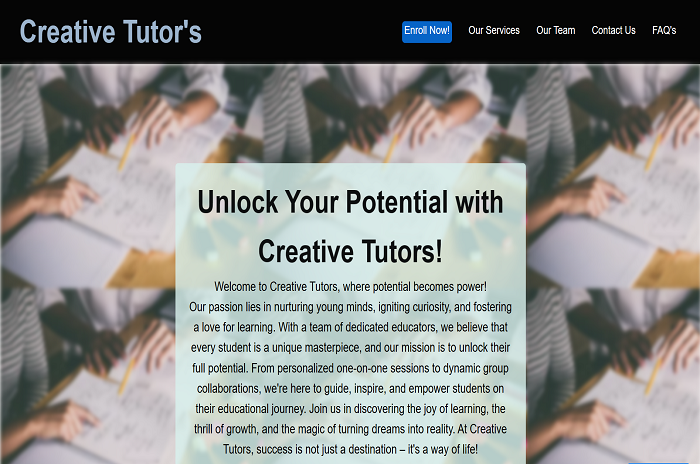 Creative Tutor's
Enroll Now! Our Services Our Team Contact Us FAQ's
Unlock Your Potential with
Creative Tutors!
Welcome to Creative Tutors, where potential becomes power!
Our passion lies in nurturing young minds, igniting curiosity, and fostering
a love for learning. With a team of dedicated educators, we believe that
every student is a unique masterpiece, and our mission is to unlock their
full potential. From personalized one-on-one sessions to dynamic group
collaborations, we're here to guide, inspire, and empower students on
their educational journey. Join us in discovering the joy of learning, the
thrill of growth, and the magic of turning dreams into reality. At Creative
Tutors, success is not just a destination – it's a way of life!